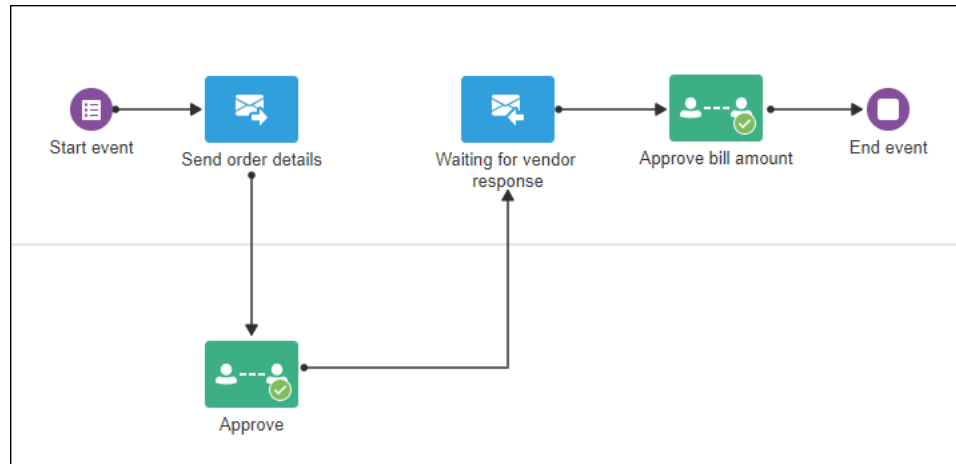 Start event
Send order details
Waiting for vendor
response
Approve bill amount
End event
Approve